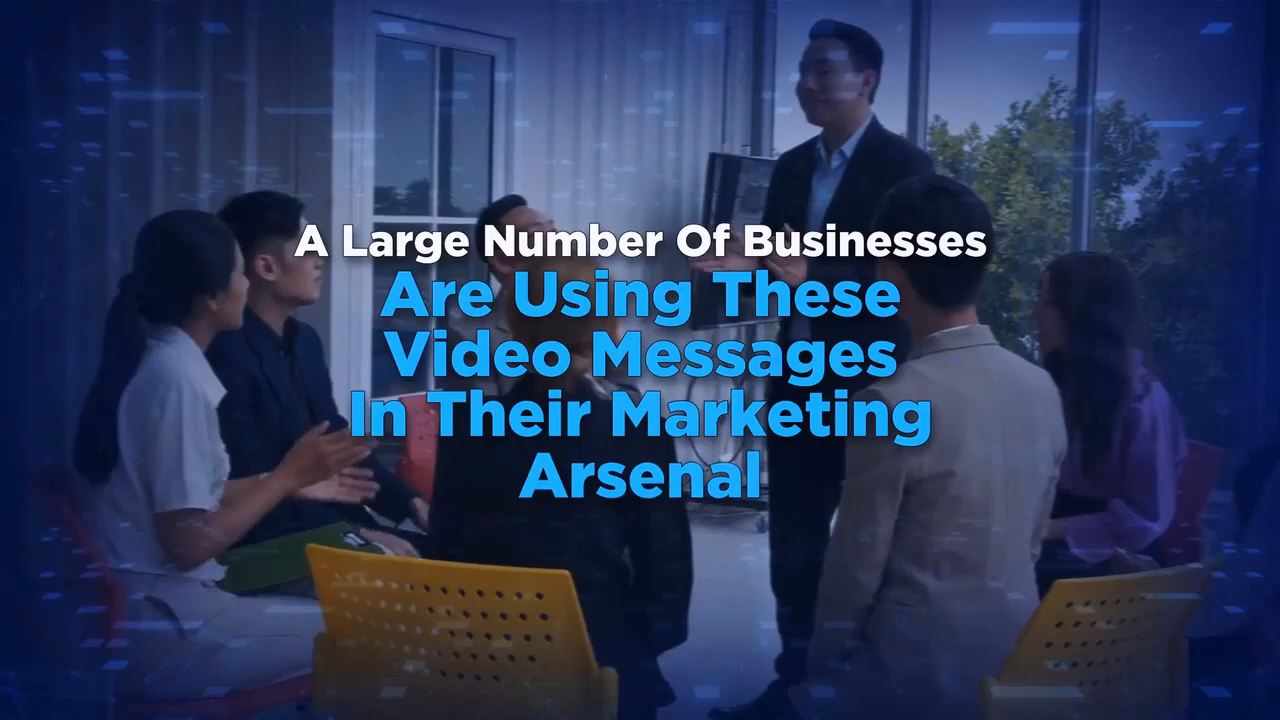 A Large Number Of Businesses
Are Using These
Video Messages
In Their Marketing
Arsenal